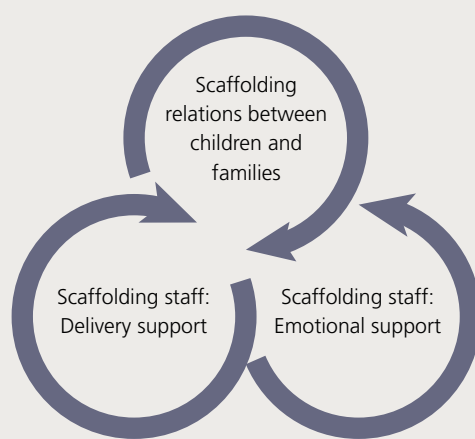 Scaffolding
relations between
children and
families
Scaffolding staff:
Delivery support
Scaffolding staff:
Emotional support